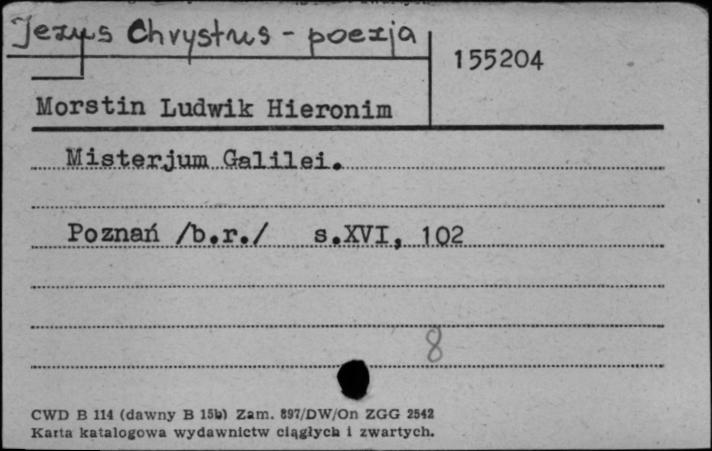 Jezus Chrystus - poezja
155204
Morstin Ludwik Hieronim
Misterjum Galilei.
Poznań /b.r./ s.XVI, 102
8
CWD B 114 (dawny B 15b) Zam. 897/DW/On ZGG 2542
Karta katalogowa wydawnictw ciągłych i zwartych.